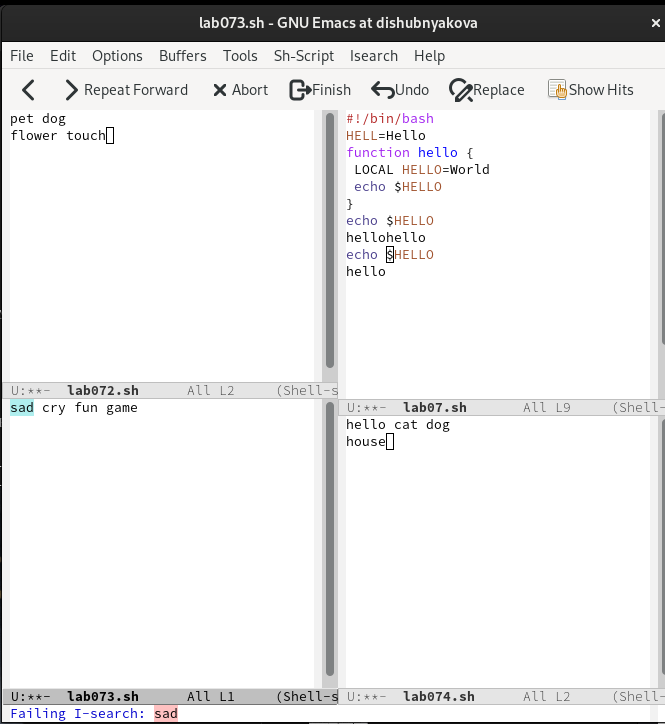 lab073.sh - GNU Emacs at dishubnyakova
File Edit Options Buffers Tools Sh-Script Isearch Help
Repeat Forward Abort Finish Undo Replace Show Hits
pet dog
flower touch
U:**- lab072.sh All L2 (Shell-s
sad cry fun game
U:**- lab073.sh All L1 (Shell-s
#!/bin/bash
HELL=Hello
function hello {
LOCAL HELLO=World
echo $HELLO
}
echo $HELLO
hellohello
echo $HELLO
hello
U:**- lab07.sh All L9 (Shell-
hello cat dog
house
U:**- lab074.sh All L2 (Shell-
Failing I-search: sad